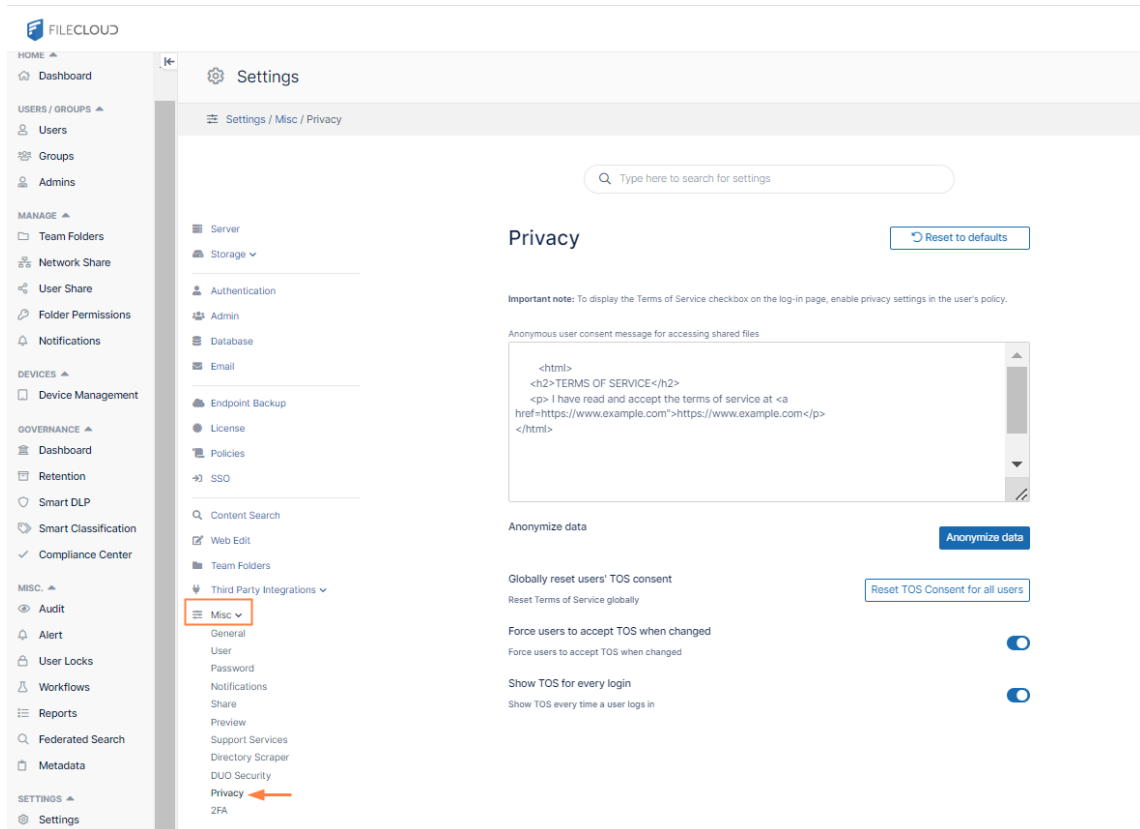 FILECLOUD
HOME
Dashboard
USERS / GROUPS
Users
Groups
Admins
MANAGE
Team Folders
Network Share
User Share
Folder Permissions
Notifications
DEVICES
Device Management
GOVERNANCE
Dashboard
Retention
Smart DLP
Smart Classification
Compliance Center
MISC.
Audit
Alert
User Locks
Workflows
Reports
Federated Search
Metadata
SETTINGS
Settings
Settings
Settings / Misc / Privacy
Type here to search for settings
Server
Storage
Authentication
Admin
Database
Email
Endpoint Backup
License
Policies
SSO
Content Search
Web Edit
Team Folders
Third Party Integrations
Misc
General
User
Password
Notifications
Share
Preview
Support Services
Directory Scraper
DUO Security
Privacy
2FA
Privacy
Reset to defaults
Important note: To display the Terms of Service checkbox on the log-in page, enable privacy settings in the user's policy.
Anonymous user consent message for accessing shared files
<html>
<h2>TERMS OF SERVICE</h2>
<p> I have read and accept the terms of service at <a
href=https://www.example.com">https://www.example.com</p>
</html>
Anonymize data
Anonymize data
Globally reset users' TOS consent
Reset Terms of Service globally
Reset TOS Consent for all users
Force users to accept TOS when changed
Force users to accept TOS when changed
Show TOS for every login
Show TOS every time a user logs in